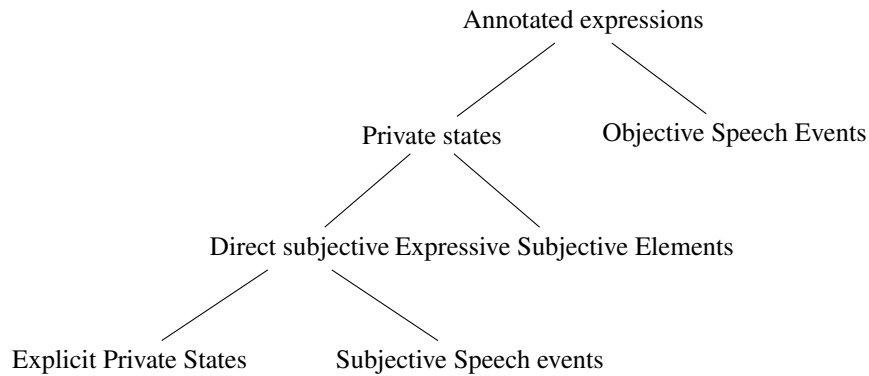 Annotated expressions
Private states
Objective Speech Events
Direct subjective
Expressive Subjective Elements
Explicit Private States
Subjective Speech events